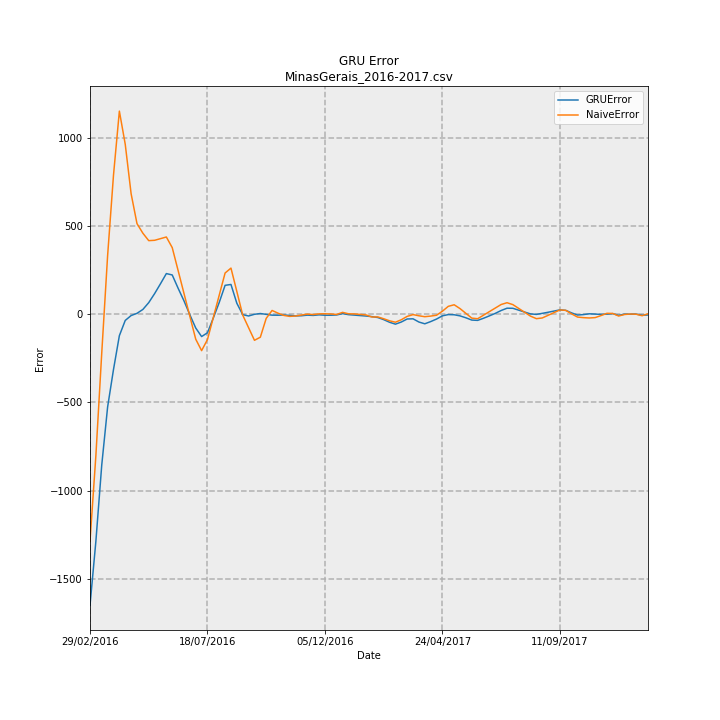 GRU Error
MinasGerais_2016-2017.csv
GRUError
NaiveError
1000
500
0
−500
−1000
−1500
Error
29/02/2016
18/07/2016
05/12/2016
24/04/2017
11/09/2017
Date